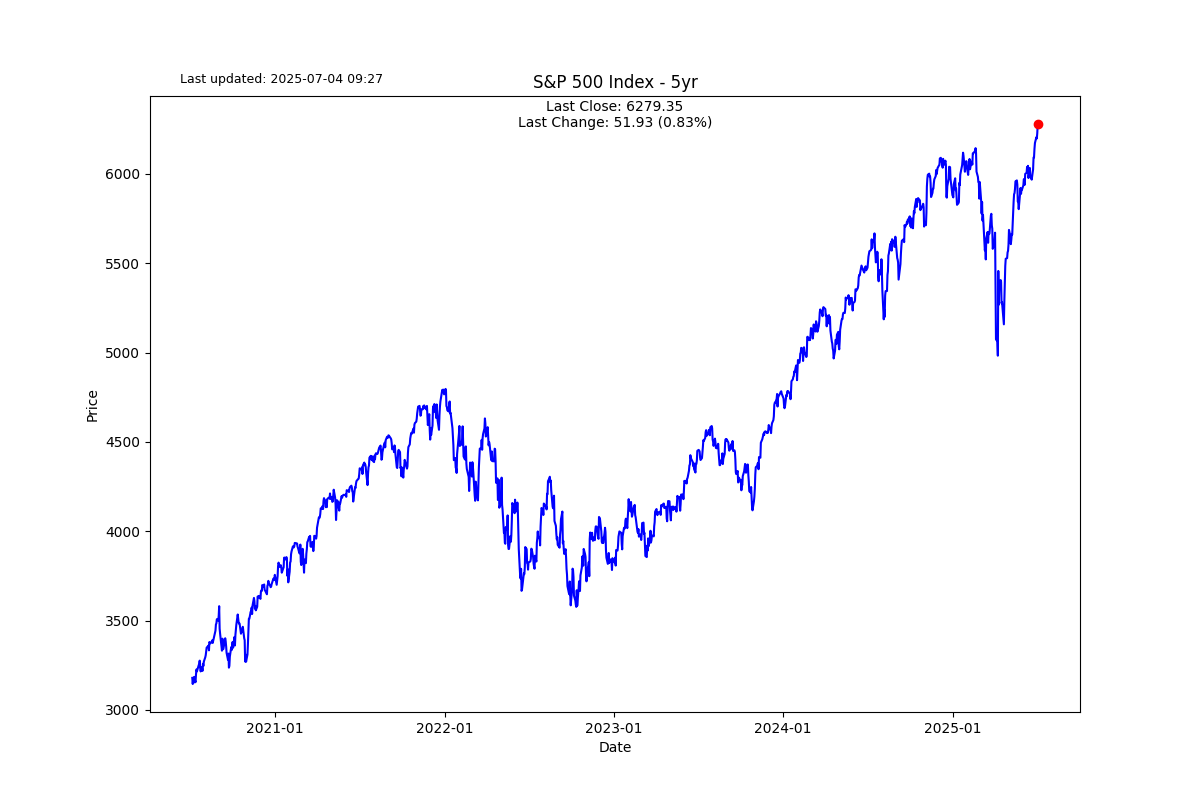 Last updated: 2025-07-04 09:27
S&P 500 Index - 5yr
Last Close: 6279.35
Last Change: 51.93 (0.83%)
6000
5500
5000
4500
4000
3500
3000
Price
2021-01
2022-01
2023-01
2024-01
2025-01
Date